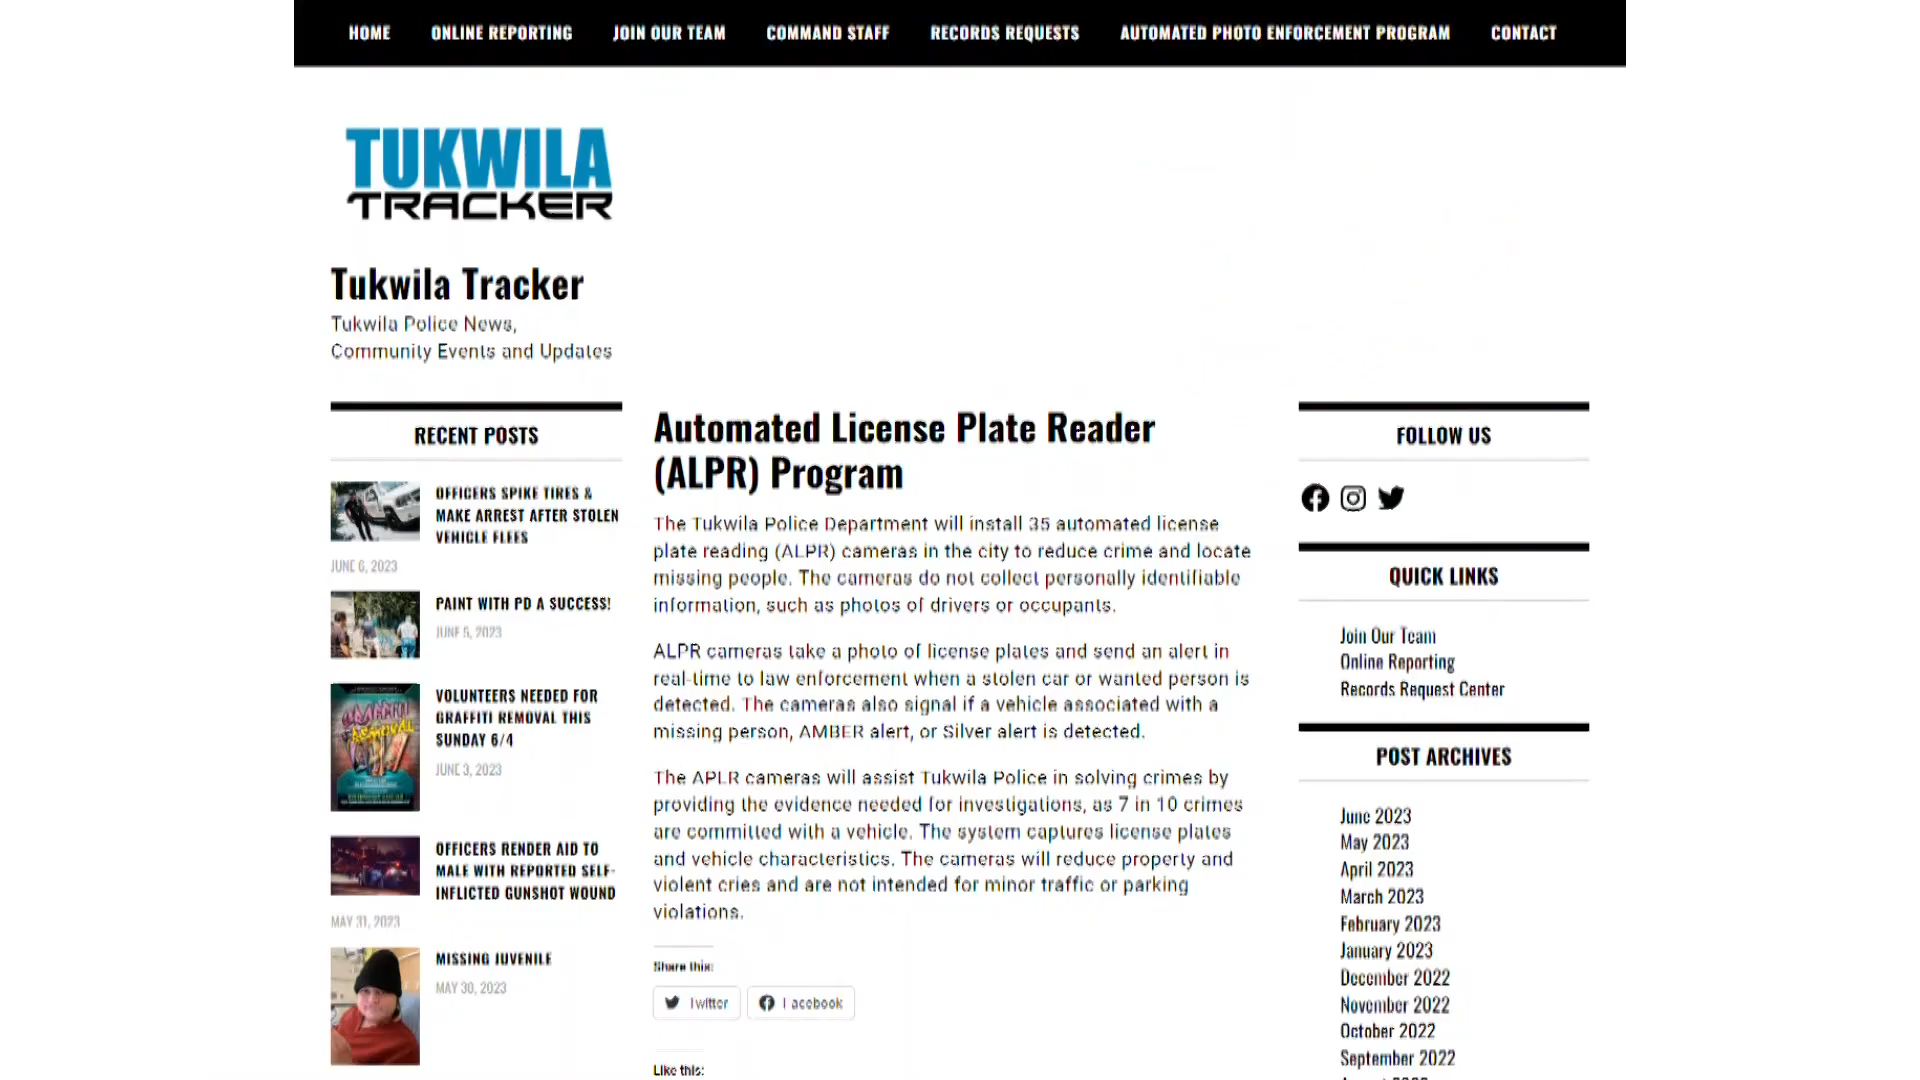 HOME ONLINE REPORTING JOIN OUR TEAM COMMAND STAFF RECORDS REQUESTS AUTOMATED PHOTO ENFORCEMENT PROGRAM CONTACT
TUKWILA
TRACKER
Tukwila Tracker
Tukwila Police News,
Community Events and Updates
RECENT POSTS
OFFICERS SPIKE TIRES &
MAKE ARREST AFTER STOLEN
VEHICLE FLEES
JUNE 6, 2023
PAINT WITH PD A SUCCESS!
JUNE 5, 2023
GRAFFITI
REMOVAL
VOLUNTEERS NEEDED FOR
GRAFFITI REMOVAL THIS
SUNDAY 6/4
JUNE 3, 2023
OFFICERS RENDER AID TO
MALE WITH REPORTED SELF-
INFLICTED GUNSHOT WOUND
MAY 31, 2023
MISSING JUVENILE
MAY 30, 2023
Automated License Plate Reader
(ALPR) Program
The Tukwila Police Department will install 35 automated license
plate reading (ALPR) cameras in the city to reduce crime and locate
missing people. The cameras do not collect personally identifiable
information, such as photos of drivers or occupants.
ALPR cameras take a photo of license plates and send an alert in
real-time to law enforcement when a stolen car or wanted person is
detected. The cameras also signal if a vehicle associated with a
missing person, AMBER alert, or Silver alert is detected.
The APLR cameras will assist Tukwila Police in solving crimes by
providing the evidence needed for investigations, as 7 in 10 crimes
are committed with a vehicle. The system captures license plates
and vehicle characteristics. The cameras will reduce property and
violent cries and are not intended for minor traffic or parking
violations.
Share this:
Twitter Facebook
Like this:
FOLLOW US
QUICK LINKS
Join Our Team
Online Reporting
Records Request Center
POST ARCHIVES
June 2023
May 2023
April 2023
March 2023
February 2023
January 2023
December 2022
November 2022
October 2022
September 2022